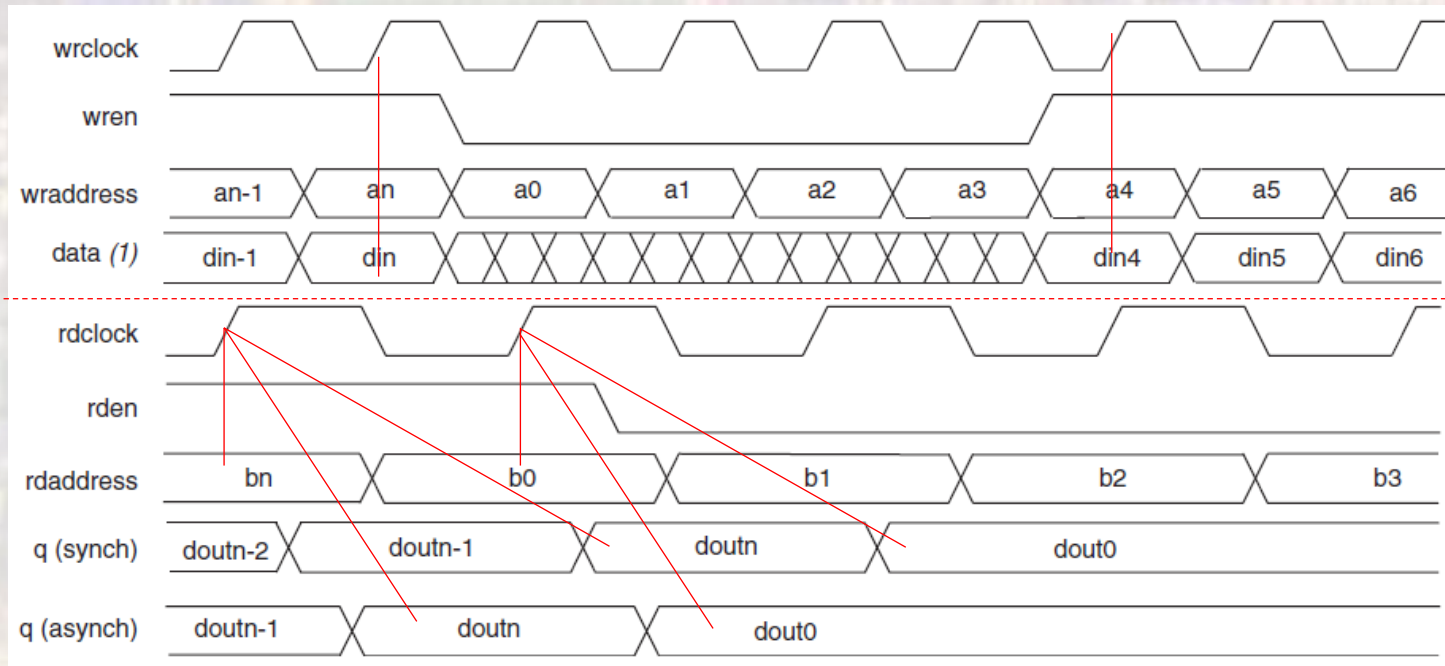 wrclock
wren
wraddress an-1 an a0 a1 a2 a3 a4 a5 a6
data (1) din-1 din din4 din5 din6
rdclock
rden
rdaddress bn b0 b1 b2 b3
q (synch) doutn-2 doutn-1 doutn dout0
q (asynch) doutn-1 doutn dout0